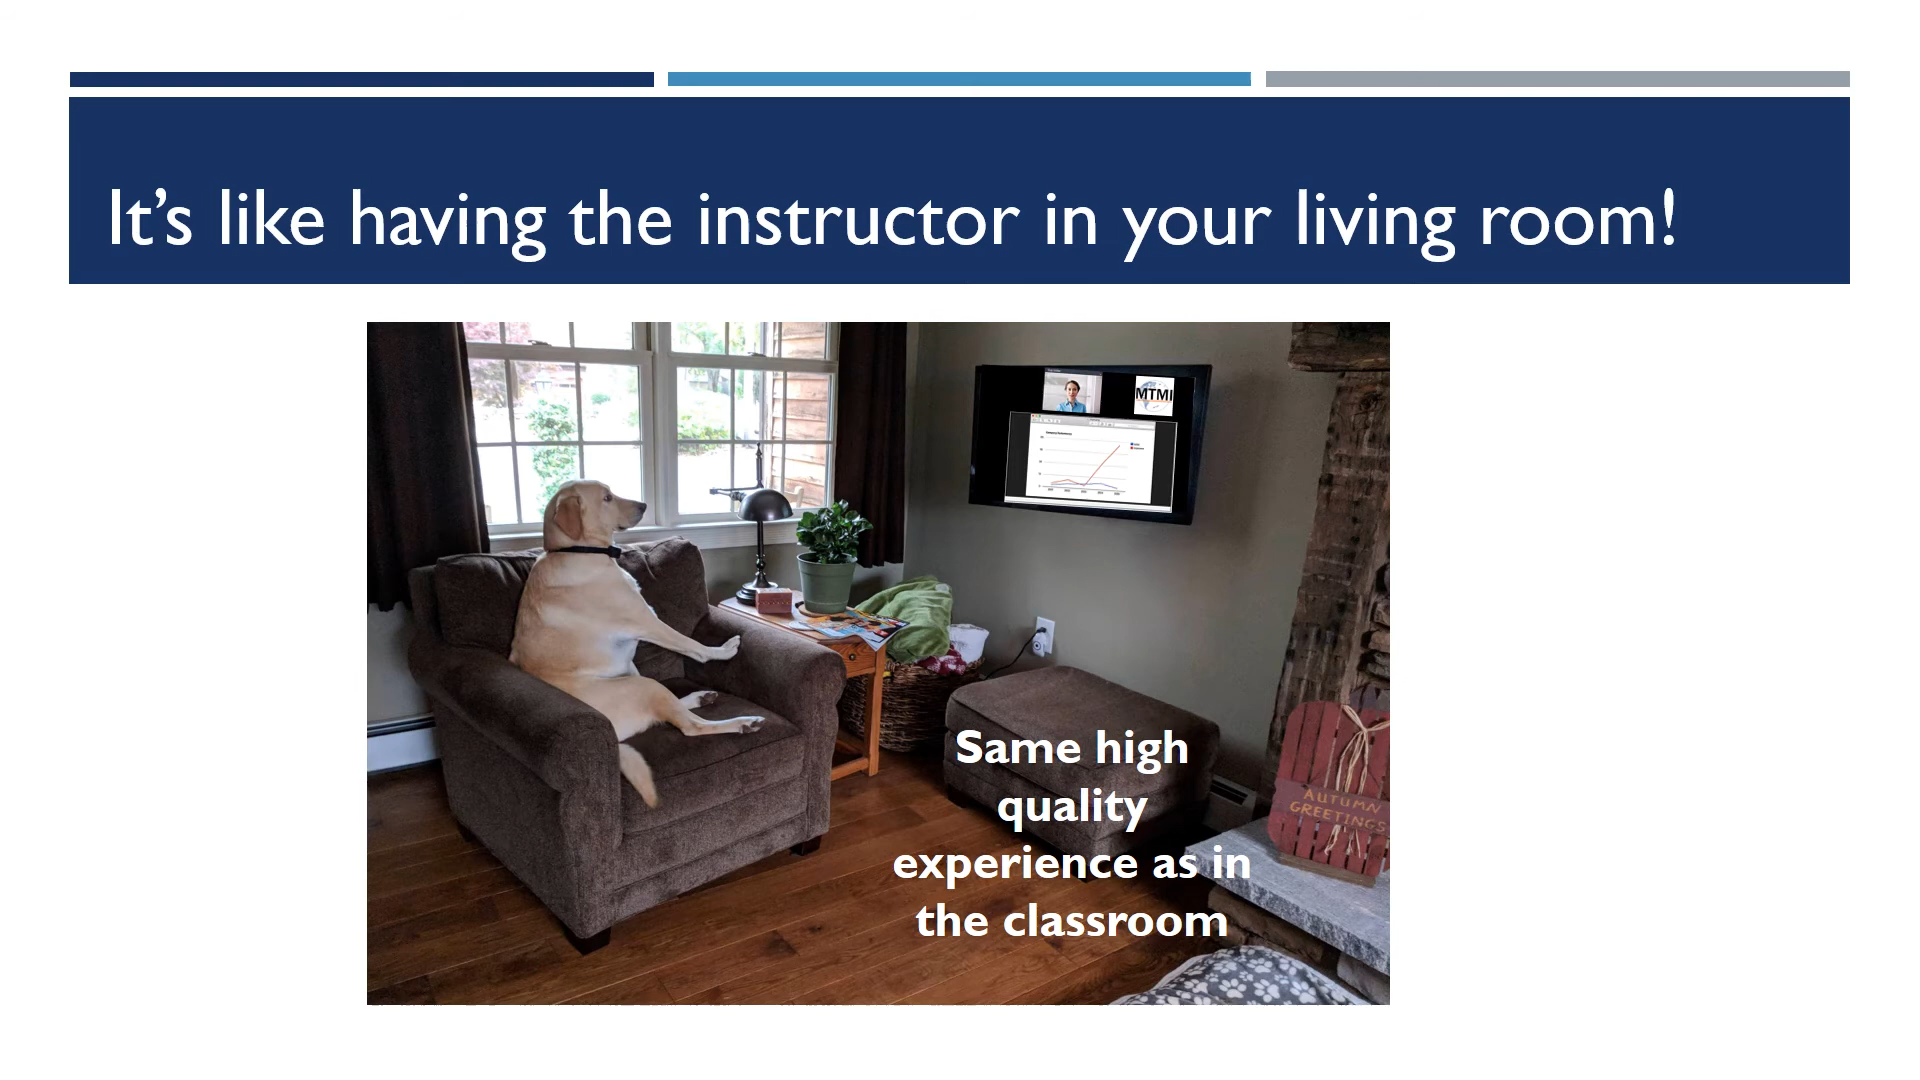 It’s like having the instructor in your living room!
MTMI
Same high
quality
experience as in
the classroom
AUTUMN
GREETINGS